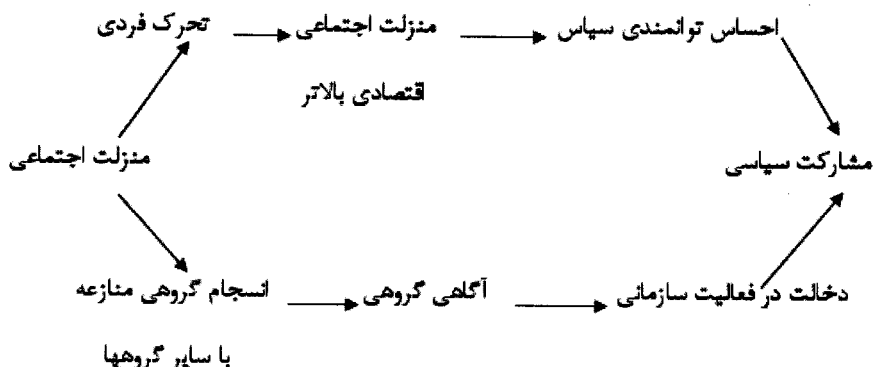 تحرک فردی
منزلت اجتماعی
اقتصادی بالاتر
احساس توانمندی سیاس
منزلت اجتماعی
مشارکت سیاسی
انسجام گروهی منازعه
با سایر گروهها
آگاهی گروهی
دخالت در فعالیت سازمانی